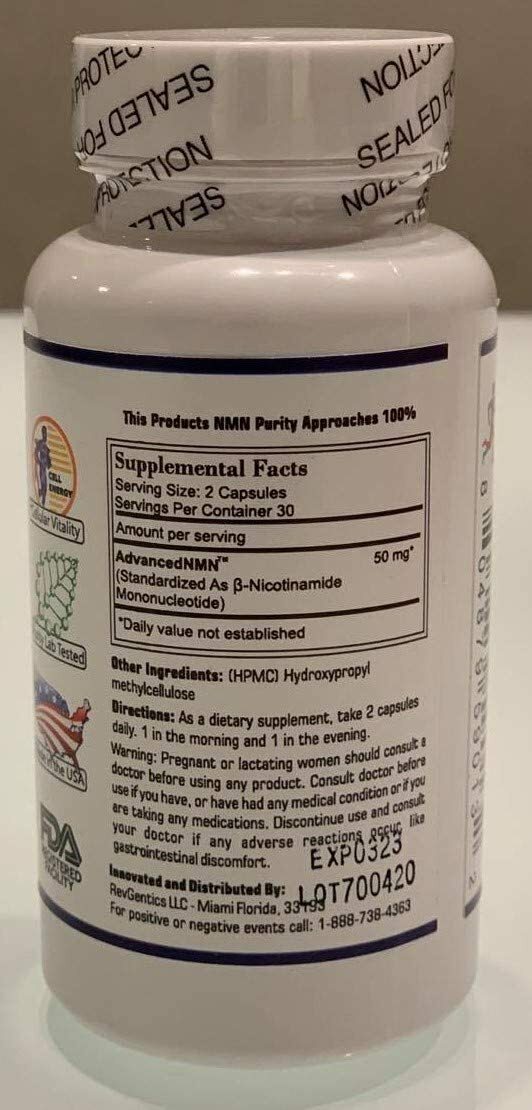 PROTEC
SEALED FOR
PROTECTION
SEALED
CTION
SEALED FO
This Products NMN Purity Approaches 100%
Supplemental Facts
Serving Size: 2 Capsules
Servings Per Container 30
Amount per serving
AdvancedNMN™ 50 mg*
(Standardized As β-Nicotinamide
Mononucleotide)
*Daily value not established
Other Ingredients: (HPMC) Hydroxypropyl
methylcellulose
Directions: As a dietary supplement, take 2 capsules
daily. 1 in the morning and 1 in the evening.
Warning: Pregnant or lactating women should consult a
doctor before using any product. Consult doctor before
use if you have, or have had any medical condition or if you
are taking any medications. Discontinue use and consult
your doctor if any adverse reactions occur like
gastrointestinal discomfort.
EXP0323
LOT700420
Innovated and Distributed By:
RevGentics LLC - Miami Florida, 33193
For positive or negative events call: 1-888-738-4363
CELL
ENERGY
Cellular Vitality
Lab Tested
in the USA
FDA
REGISTERED
FACILITY